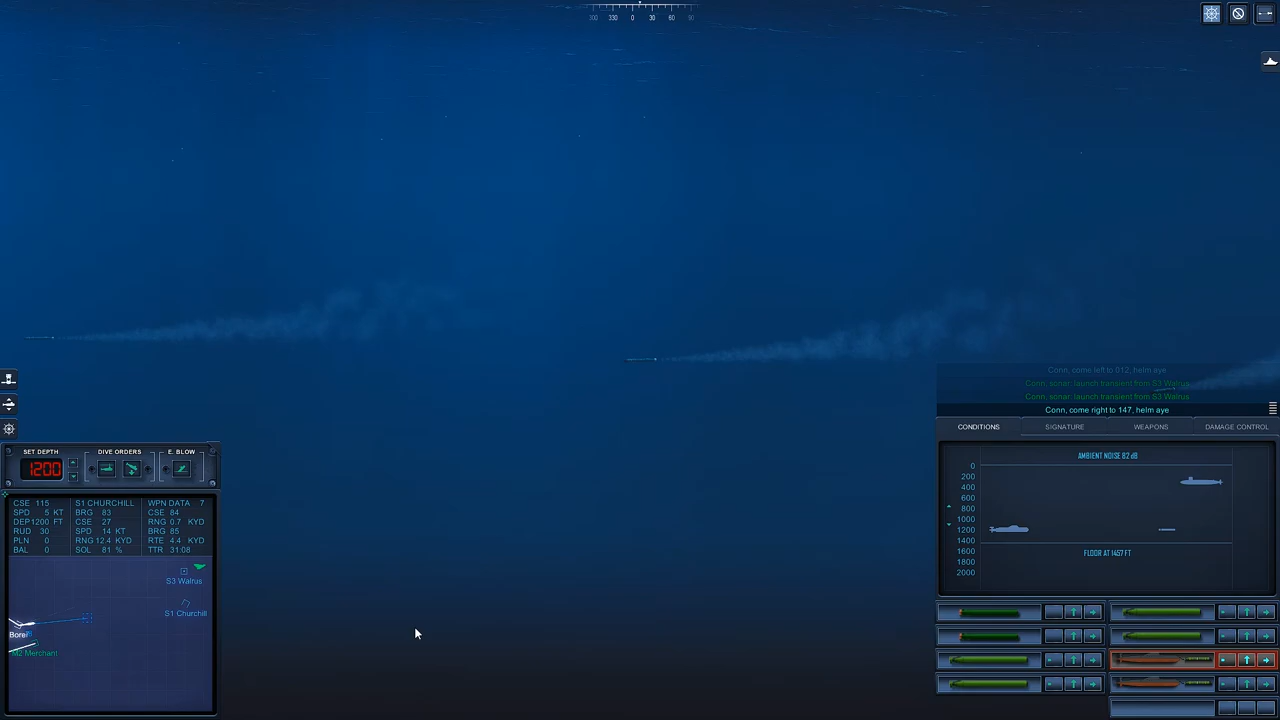 300 330 0 30 60 90
Conn, come left to 012, helm aye
Conn, sonar: launch transient from S3 Walrus
Conn, sonar: launch transient from S3 Walrus
Conn, come right to 147, helm aye
CONDITIONS SIGNATURE WEAPONS DAMAGE CONTROL
AMBIENT NOISE 82 dB
0
200
400
600
800
1000
1200
1400
1600
1800
2000
FLOOR AT 1457 FT
SET DEPTH DIVE ORDERS E. BLOW
1200
CSE 115 S1 CHURCHILL WPN DATA 7
SPD 5 KT BRG 83 CSE 84
DEP 1200 FT CSE 27 RNG 0.7 KYD
RUD 30 SPD 14 KT BRG 85
PLN 0 RNG 12.4 KYD RTE 4.4 KYD
BAL 0 SOL 81 % TTR 31:08
S3 Walrus
S1 Churchill
Borei
M2 Merchant